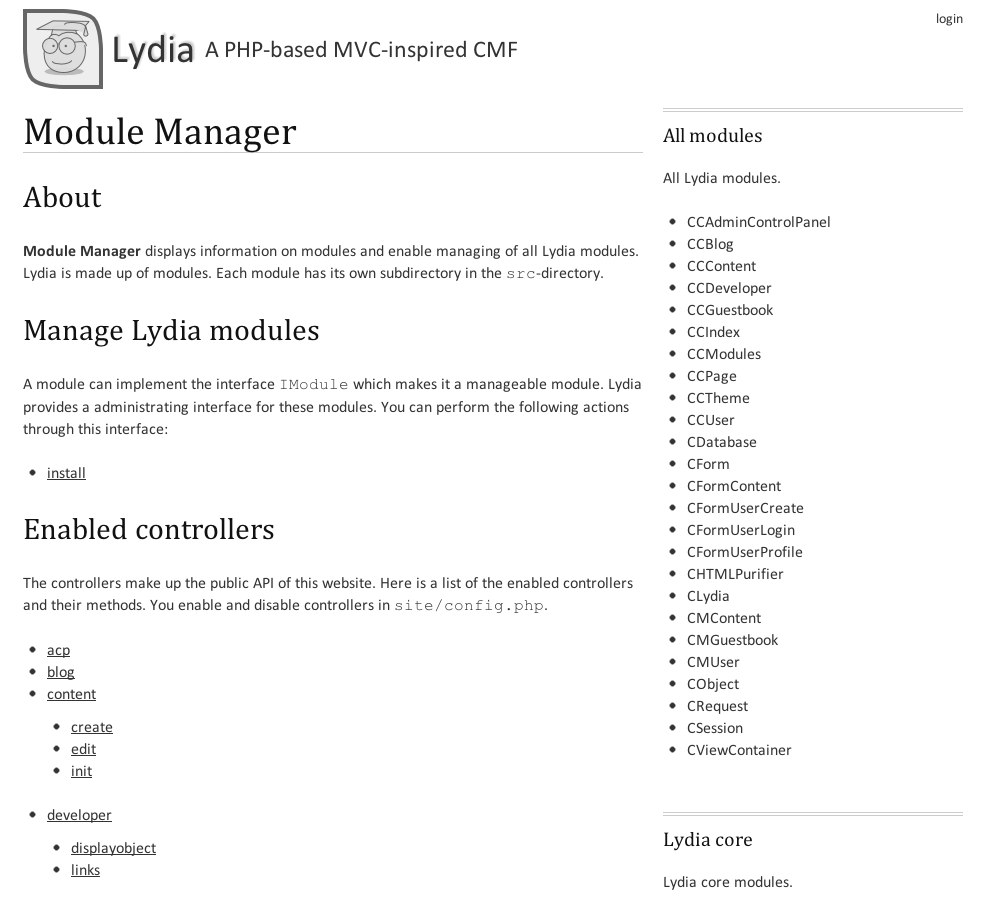 login
Lydia A PHP-based MVC-inspired CMF
Module Manager
About
Module Manager displays information on modules and enable managing of all Lydia modules.
Lydia is made up of modules. Each module has its own subdirectory in the src-directory.
Manage Lydia modules
A module can implement the interface IModule which makes it a manageable module. Lydia
provides a administrating interface for these modules. You can perform the following actions
through this interface:
install
Enabled controllers
The controllers make up the public API of this website. Here is a list of the enabled controllers
and their methods. You enable and disable controllers in site/config.php.
acp
blog
content
create
edit
init
developer
displayobject
links
All modules
All Lydia modules.
CCAdminControlPanel
CCBlog
CCContent
CCDeveloper
CCGuestbook
CCIndex
CCModules
CCPage
CCTheme
CCUser
CDatabase
CForm
CFormContent
CFormUserCreate
CFormUserLogin
CFormUserProfile
CHTMLPurifier
CLydia
CMContent
CMGuestbook
CMUser
CObject
CRequest
CSession
CViewContainer
Lydia core
Lydia core modules.